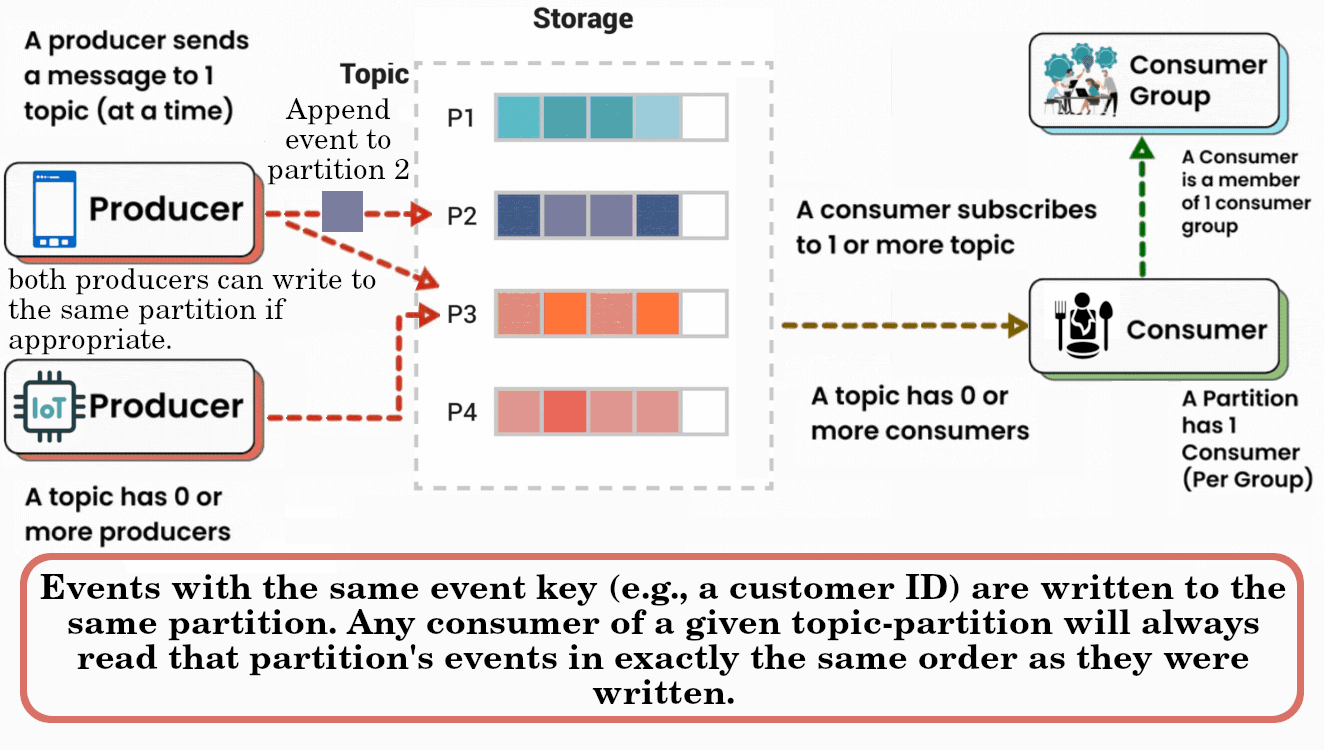 Storage
A producer sends
a message to 1
topic (at a time)
Topic
Append
event to
partition 2
Producer
both producers can write to
the same partition if
appropriate.
IoT
Producer
A topic has 0 or
more producers
P1
P2
P3
P4
A consumer subscribes
to 1 or more topic
A topic has 0 or
more consumers
Consumer
Group
A Consumer
is a member
of 1 consumer
group
Consumer
A Partition
has 1
Consumer
(Per Group)
Events with the same event key (e.g., a customer ID) are written to the
same partition. Any consumer of a given topic-partition will always
read that partition's events in exactly the same order as they were
written.